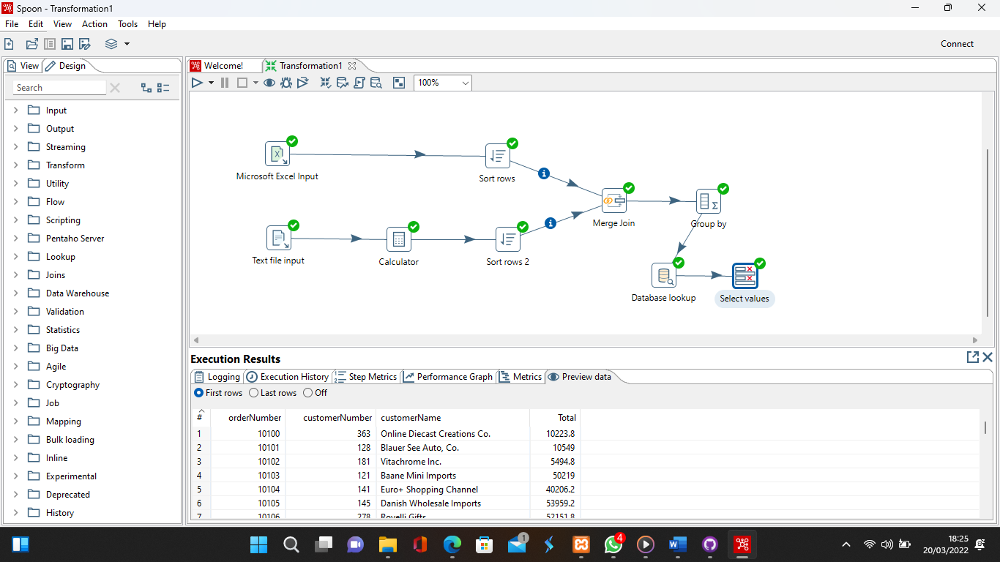 Spoon - Transformation1
File Edit View Action Tools Help
Connect
View Design
Welcome! Transformation1
Search
100%
Input
Output
Streaming
Transform
Utility
Flow
Scripting
Pentaho Server
Lookup
Joins
Data Warehouse
Validation
Statistics
Big Data
Agile
Cryptography
Job
Mapping
Bulk loading
Inline
Experimental
Deprecated
History
Microsoft Excel Input
Sort rows
Merge Join
Group by
Text file input
Calculator
Sort rows 2
Database lookup
Select values
Execution Results
Logging Execution History Step Metrics Performance Graph Metrics Preview data
First rows Last rows Off
# orderNumber customerNumber customerName Total
1 10100 363 Online Diecast Creations Co. 10223.8
2 10101 128 Blauer See Auto, Co. 10549
3 10102 181 Vitachrome Inc. 5494.8
4 10103 121 Baane Mini Imports 50219
5 10104 141 Euro+ Shopping Channel 40206.2
6 10105 145 Danish Wholesale Imports 53959.2
7 10106 278 Rovelli Gifts 52151.8
1
4
18:25
20/03/2022